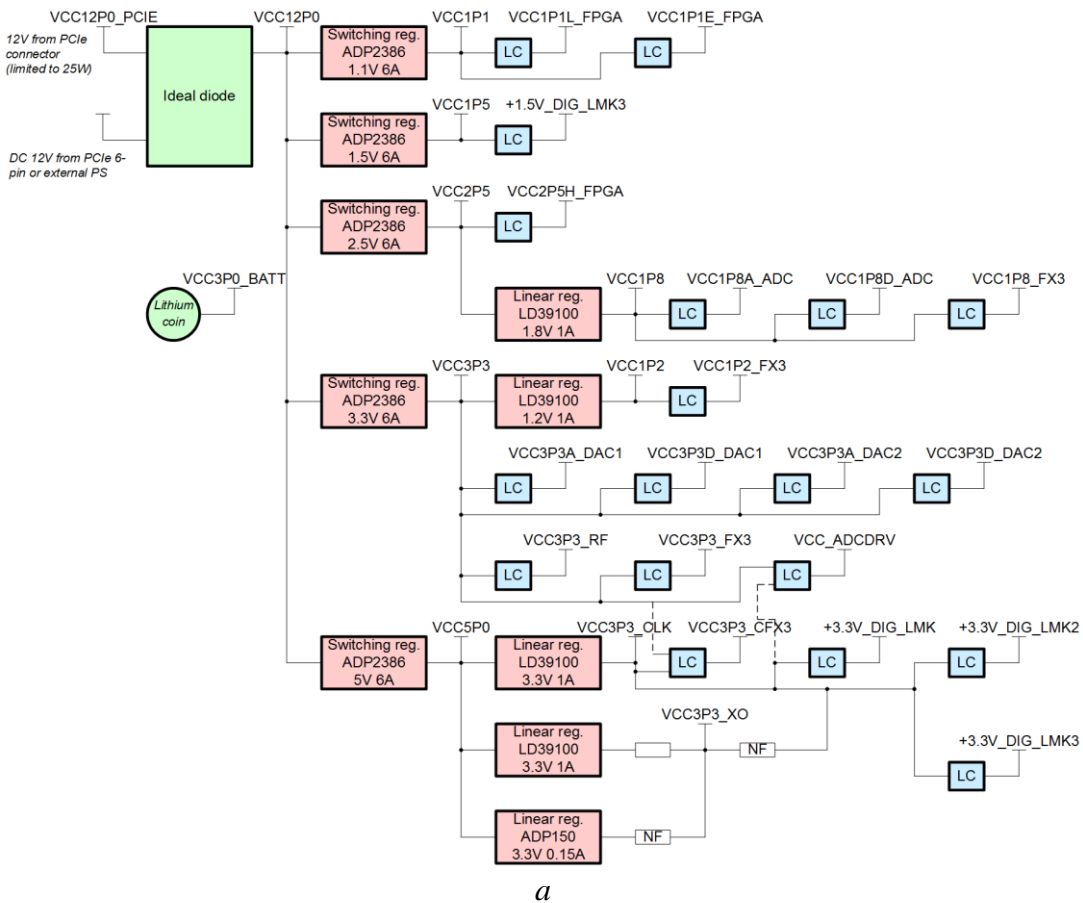 VCC12P0_PCIE
VCC12P0
VCC1P1
VCC1P1L_FPGA
VCC1P1E_FPGA
12V from PCIe
connector
(limited to 25W)
Ideal diode
Switching reg.
ADP2386
1.1V 6A
LC
LC
DC 12V from PCIe 6-
pin or external PS
VCC1P5
+1.5V_DIG_LMK3
Switching reg.
ADP2386
1.5V 6A
LC
VCC2P5
VCC2P5H_FPGA
Switching reg.
ADP2386
2.5V 6A
LC
VCC3P0_BATT
Lithium
coin
VCC1P8
VCC1P8A_ADC
VCC1P8D_ADC
VCC1P8_FX3
Linear reg.
LD39100
1.8V 1A
LC
LC
LC
VCC3P3
VCC1P2
VCC1P2_FX3
Switching reg.
ADP2386
3.3V 6A
Linear reg.
LD39100
1.2V 1A
LC
VCC3P3A_DAC1
VCC3P3D_DAC1
VCC3P3A_DAC2
VCC3P3D_DAC2
LC
LC
LC
LC
VCC3P3_RF
VCC3P3_FX3
VCC_ADCDRV
LC
LC
LC
VCC5P0
VCC3P3_CLK
VCC3P3_CFX3
+3.3V_DIG_LMK
+3.3V_DIG_LMK2
Switching reg.
ADP2386
5V 6A
Linear reg.
LD39100
3.3V 1A
LC
LC
LC
VCC3P3_XO
Linear reg.
LD39100
3.3V 1A
NF
+3.3V_DIG_LMK3
LC
Linear reg.
ADP150
3.3V 0.15A
NF
a